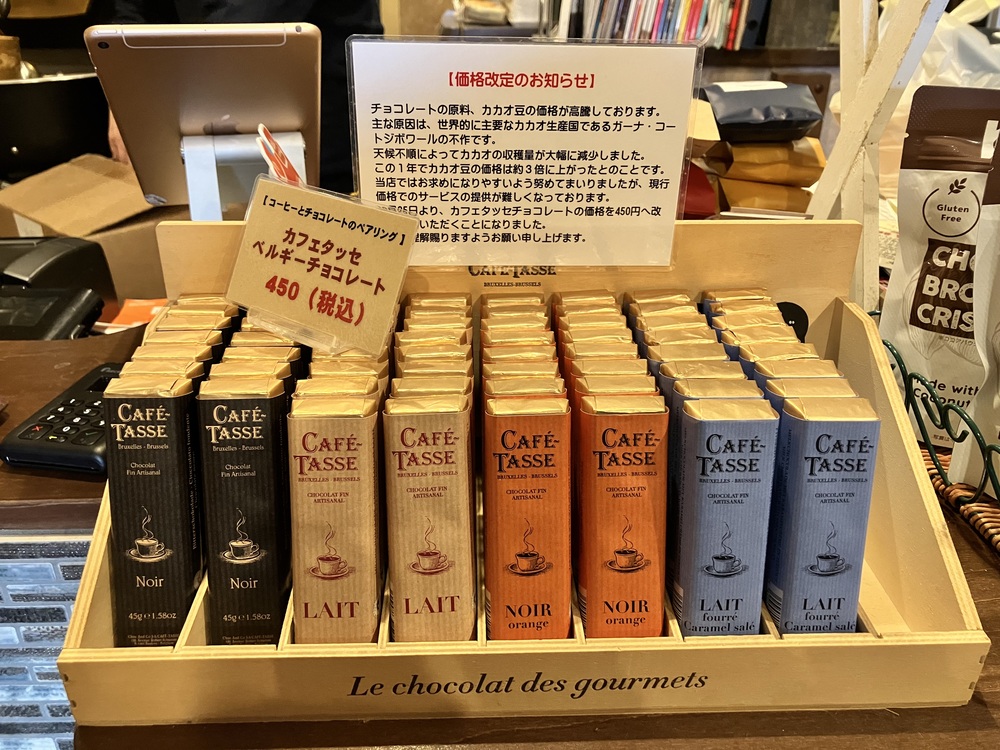 【価格改定のお知らせ】
チョコレートの原料、カカオ豆の価格が高騰しております。
主な原因は、世界的に主要なカカオ生産国であるガーナ・コー
トジボワールの不作です。
天候不順によってカカオの収穫量が大幅に減少しました。
この1年でカカオ豆の価格は約3倍に上がったとのことです。
当店ではお求めになりやすいよう努めてまいりましたが、現行
価格でのサービスの提供が難しくなっております。
25日より、カフェタッセチョコレートの価格を450円へ改
いただくことになりました。
理解賜りますようお願い申し上げます。
【コーヒーとチョコレートのペアリング】
カフェタッセ
ベルギーチョコレート
450(税込)
CAFÉ-TASSE
BRUXELLES-BRUSSELS
CAFÉ-
TASSE
Bruxelles - Brussels
Chocolat
Fin Artisanal
Noir
45g e 1.58oz
CAFÉ-
TASSE
Bruxelles - Brussels
Chocolat
Fin Artisanal
Noir
45g e 1.58oz
CAFÉ-
TASSE
BRUXELLES - BRUSSELS
CHOCOLAT FIN
ARTISANAL
LAIT
CAFÉ-
TASSE
BRUXELLES - BRUSSELS
CHOCOLAT FIN
ARTISANAL
LAIT
CAFÉ-
TASSE
BRUXELLES - BRUSSELS
CHOCOLAT FIN
ARTISANAL
NOIR
orange
CAFÉ-
TASSE
BRUXELLES - BRUSSELS
CHOCOLAT FIN
ARTISANAL
NOIR
orange
CAFÉ-
TASSE
BRUXELLES - BRUSSELS
CHOCOLAT FIN
ARTISANAL
LAIT
fourré
Caramel salé
CAFÉ-
TASSE
BRUXELLES - BRUSSELS
CHOCOLAT FIN
ARTISANAL
LAIT
fourré
Caramel salé
Le chocolat des gourmets
Gluten
Free
CH
BRO
CRIS
made with
Coconut